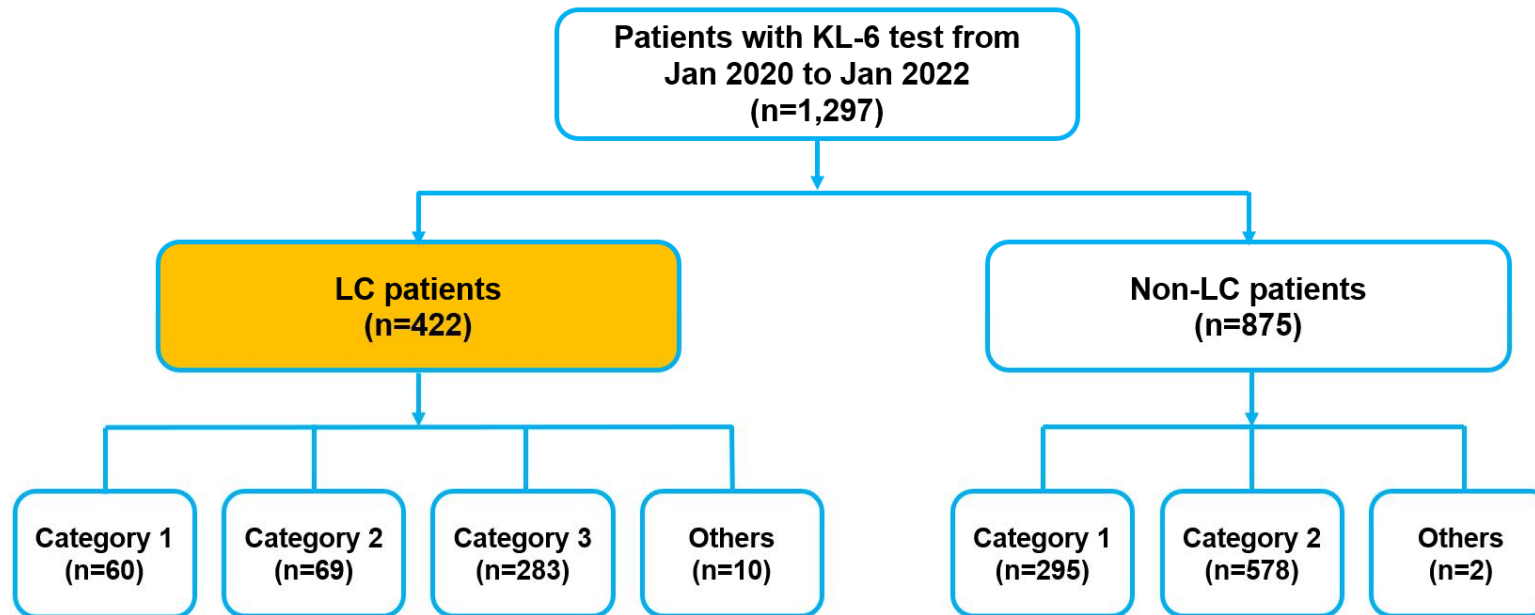 Patients with KL-6 test from
Jan 2020 to Jan 2022
(n=1,297)
LC patients
(n=422)
Non-LC patients
(n=875)
Category 1
(n=60)
Category 2
(n=69)
Category 3
(n=283)
Others
(n=10)
Category 1
(n=295)
Category 2
(n=578)
Others
(n=2)